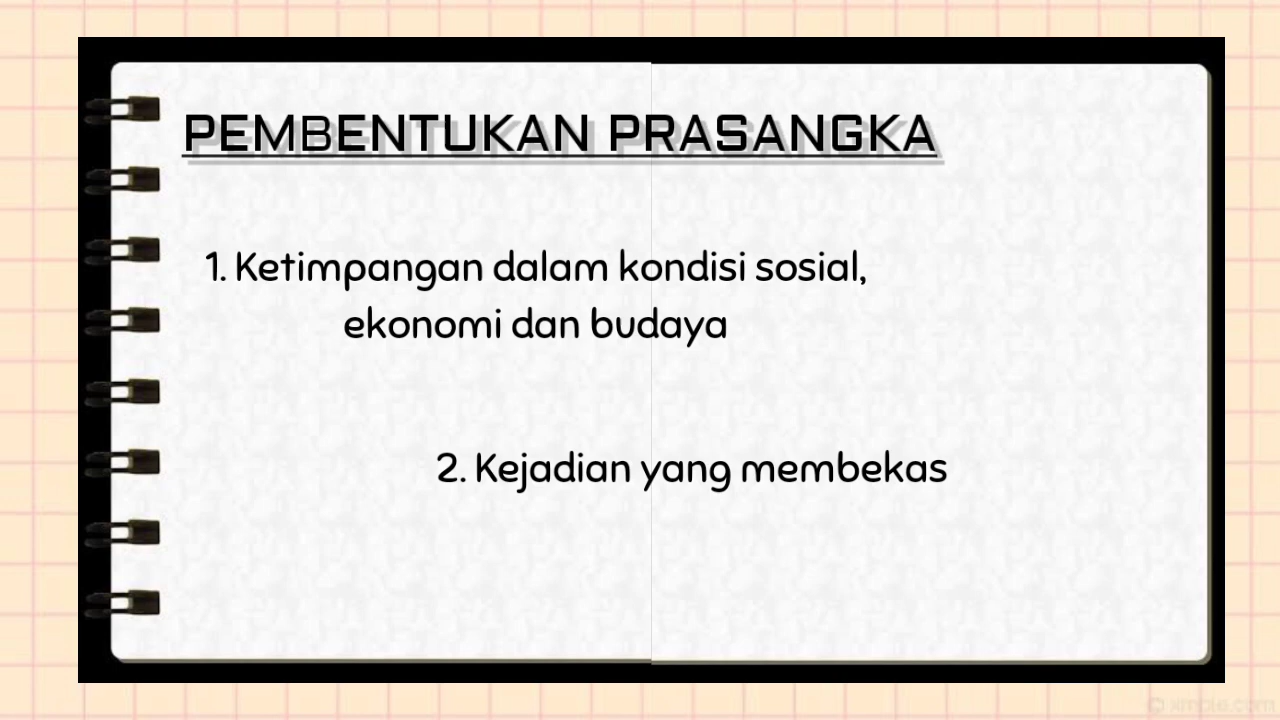 PEMBENTUKAN PRASANGKA
1. Ketimpangan dalam kondisi sosial,
ekonomi dan budaya
2. Kejadian yang membekas